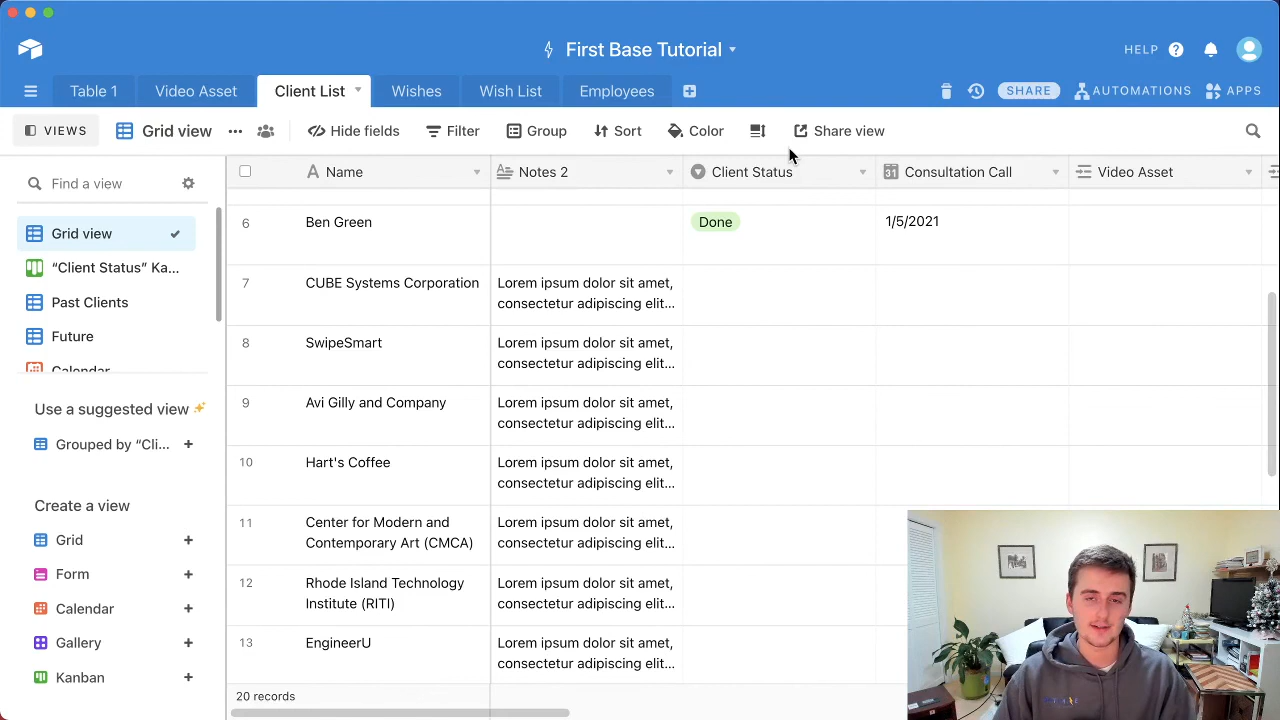 First Base Tutorial
HELP
Table 1
Video Asset
Client List
Wishes
Wish List
Employees
SHARE
AUTOMATIONS
APPS
VIEWS
Grid view
Hide fields
Filter
Group
Sort
Color
Share view
Find a view
Grid view
"Client Status" Ka...
Past Clients
Future
Calendar
Use a suggested view
Grouped by "Cli...
Create a view
Grid
Form
Calendar
Gallery
Kanban
Name
Notes 2
Client Status
31 Consultation Call
Video Asset
6 Ben Green Done 1/5/2021
7 CUBE Systems Corporation Lorem ipsum dolor sit amet,
consectetur adipiscing elit...
8 SwipeSmart Lorem ipsum dolor sit amet,
consectetur adipiscing elit...
9 Avi Gilly and Company Lorem ipsum dolor sit amet,
consectetur adipiscing elit...
10 Hart's Coffee Lorem ipsum dolor sit amet,
consectetur adipiscing elit...
11 Center for Modern and Lorem ipsum dolor sit amet,
Contemporary Art (CMCA) consectetur adipiscing elit...
12 Rhode Island Technology Lorem ipsum dolor sit amet,
Institute (RITI) consectetur adipiscing elit...
13 EngineerU Lorem ipsum dolor sit amet,
consectetur adipiscing elit...
20 records